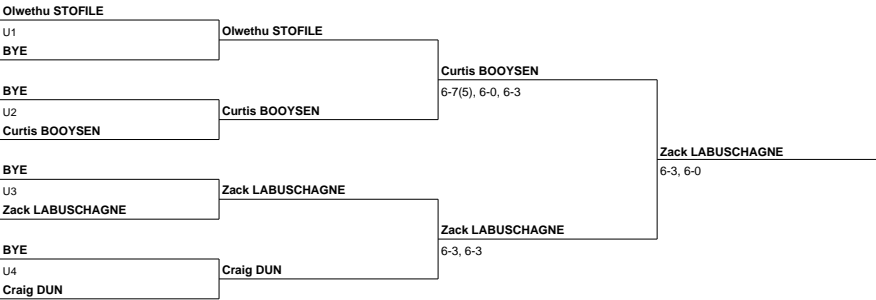 Olwethu STOFILE
U1
BYE
Olwethu STOFILE
BYE
U2
Curtis BOOYSEN
Curtis BOOYSEN
Curtis BOOYSEN
6-7(5), 6-0, 6-3
BYE
U3
Zack LABUSCHAGNE
Zack LABUSCHAGNE
BYE
U4
Craig DUN
Craig DUN
Zack LABUSCHAGNE
6-3, 6-3
Zack LABUSCHAGNE
6-3, 6-0